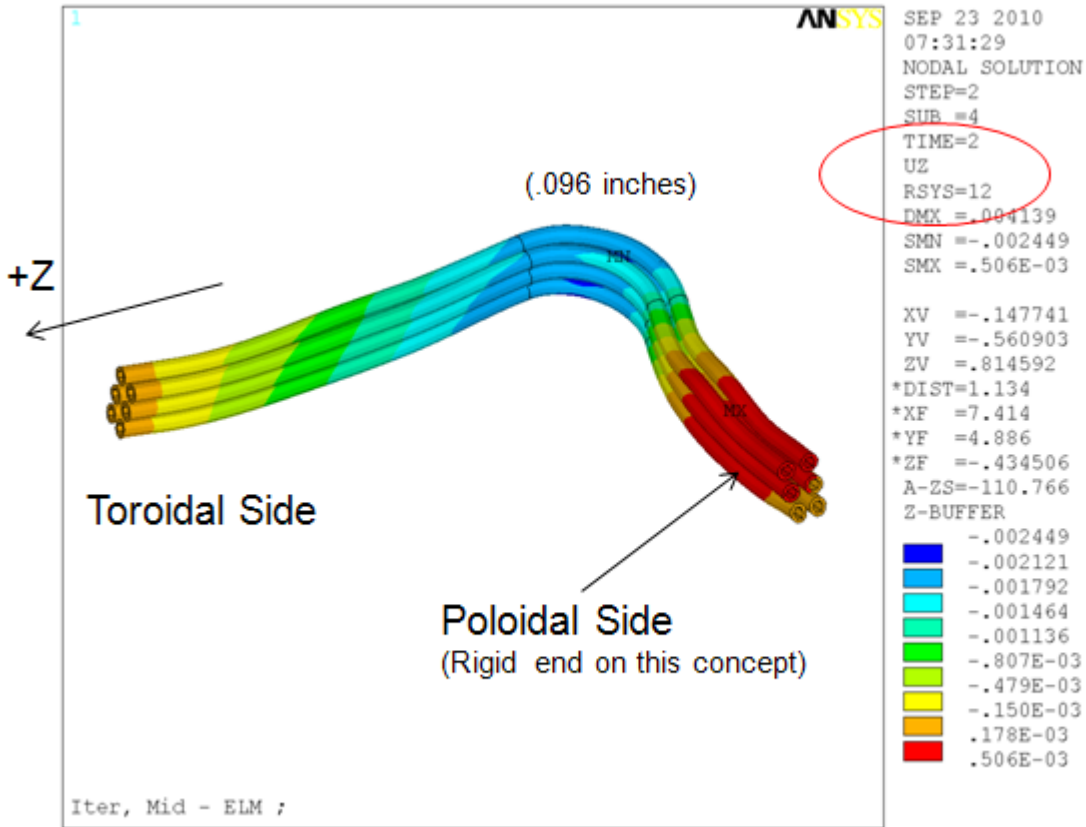 1
ANSYS
SEP 23 2010
07:31:29
NODAL SOLUTION
STEP=2
SUB =4
TIME=2
UZ
RSYS=12
DMX =.004139
SMN =-.002449
SMX =.506E-03
XV =-.147741
YV =-.560903
ZV =.814592
*DIST=1.134
*XF =7.414
*YF =4.886
*ZF =-.434506
A-ZS=-110.766
Z-BUFFER
-.002449
-.002121
-.001792
-.001464
-.001136
-.807E-03
-.479E-03
-.150E-03
.178E-03
.506E-03
(.096 inches)
MN
+Z
MX
Toroidal Side
Poloidal Side
(Rigid end on this concept)
Iter, Mid - ELM ;